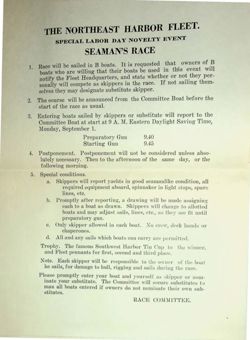 THE NORTHEAST HARBOR FLEET.
SPECIAL LABOR DAY NOVELTY EVENT
SEAMAN'S RACE
1. Race will be sailed in B boats. It is requested that owners of B
boats who are willing that their boats be used in this event will
notify the Fleet Headquarters, and state whether or not they per-
sonally will compete as skippers in the race. If not sailing them-
selves they may designate substitute skipper.
2. The course will be announced from the Committee Boat before the
start of the race as usual.
3. Entering boats sailed by skippers or substitute will report to the
Committee Boat at start at 9 A. M. Eastern Daylight Saving Time,
Monday, September 1.
Preparatory Gun 9.40
Starting Gun 9.45
4. Postponement. Postponement will not be considered unless abso-
lutely necessary. Then to the afternoon of the same day, or the
following morning.
5. Special conditions.
a. Skippers will report yachts in good seamanlike condition, all
required equipment aboard, spinnaker in light stops, spare
lines, etc.
b. Promptly after reporting, a drawing will be made assigning
each to a boat as drawn. Skippers will change to allotted
boats and may adjust sails, lines, etc., as they see fit until
preparatory gun.
c. Only skipper allowed in each boat. No crew, deck hands or
chaperones.
d. All and any sails which boats can carry are permitted.
Trophy. The famous Southwest Harbor Tin Cup to the winner,
and Fleet pennants for first, second and third place.
Note. Each skipper will be responsible to the owner of the boat
he sails, for damage to hull, rigging and sails during the race.
Please promptly enter your boat and yourself as skipper or nom-
inate your substitute. The Committee will secure substitutes to
man all boats entered if owners do not nominate their own sub-
stitutes.
RACE COMMITTEE.